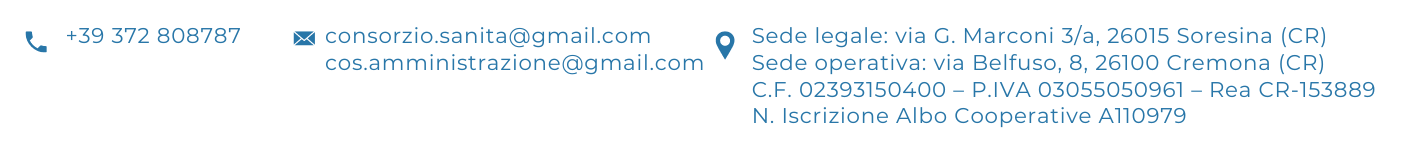 +39 372 808787
consorzio.sanita@gmail.com
cos.amministrazione@gmail.com
Sede legale: via G. Marconi 3/a, 26015 Soresina (CR)
Sede operativa: via Belfuso, 8, 26100 Cremona (CR)
C.F. 02393150400 – P.IVA 03055050961 – Rea CR-153889
N. Iscrizione Albo Cooperative A110979